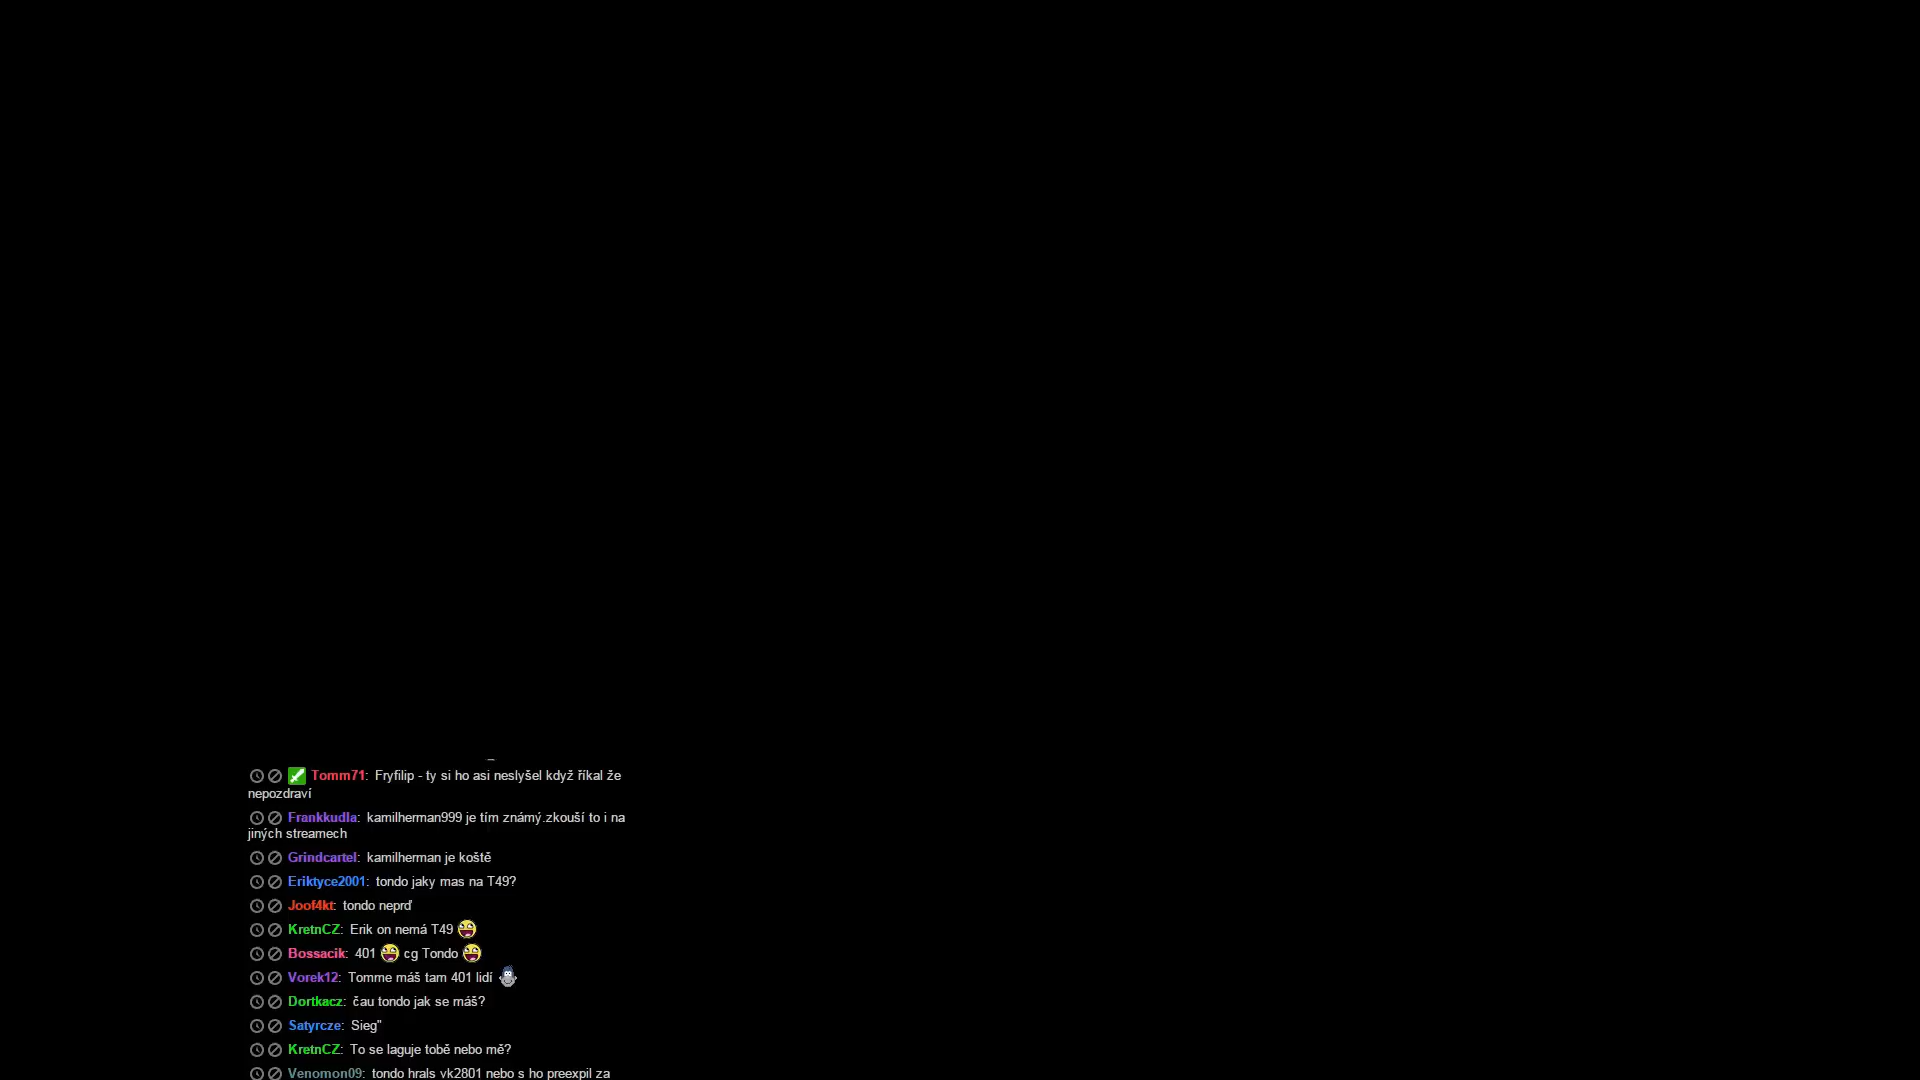 Tomm71: Fryfilip - ty si ho asi neslyšel když říkal že
nepozdraví
Frankkudla: kamilherman999 je tím známý.zkouší to i na
jiných streamech
Grindcartel: kamilherman je koště
Eriktyce2001: tondo jaky mas na T49?
Joof4kt: tondo neprď
KretnCZ: Erik on nemá T49
Bossacik: 401 cg Tondo
Vorek12: Tomme máš tam 401 lidí
Dortkacz: čau tondo jak se máš?
Satyrcze: Sieg"
KretnCZ: To se laguje tobě nebo mě?
Venomon09: tondo hrals vk2801 nebo s ho preexpil za